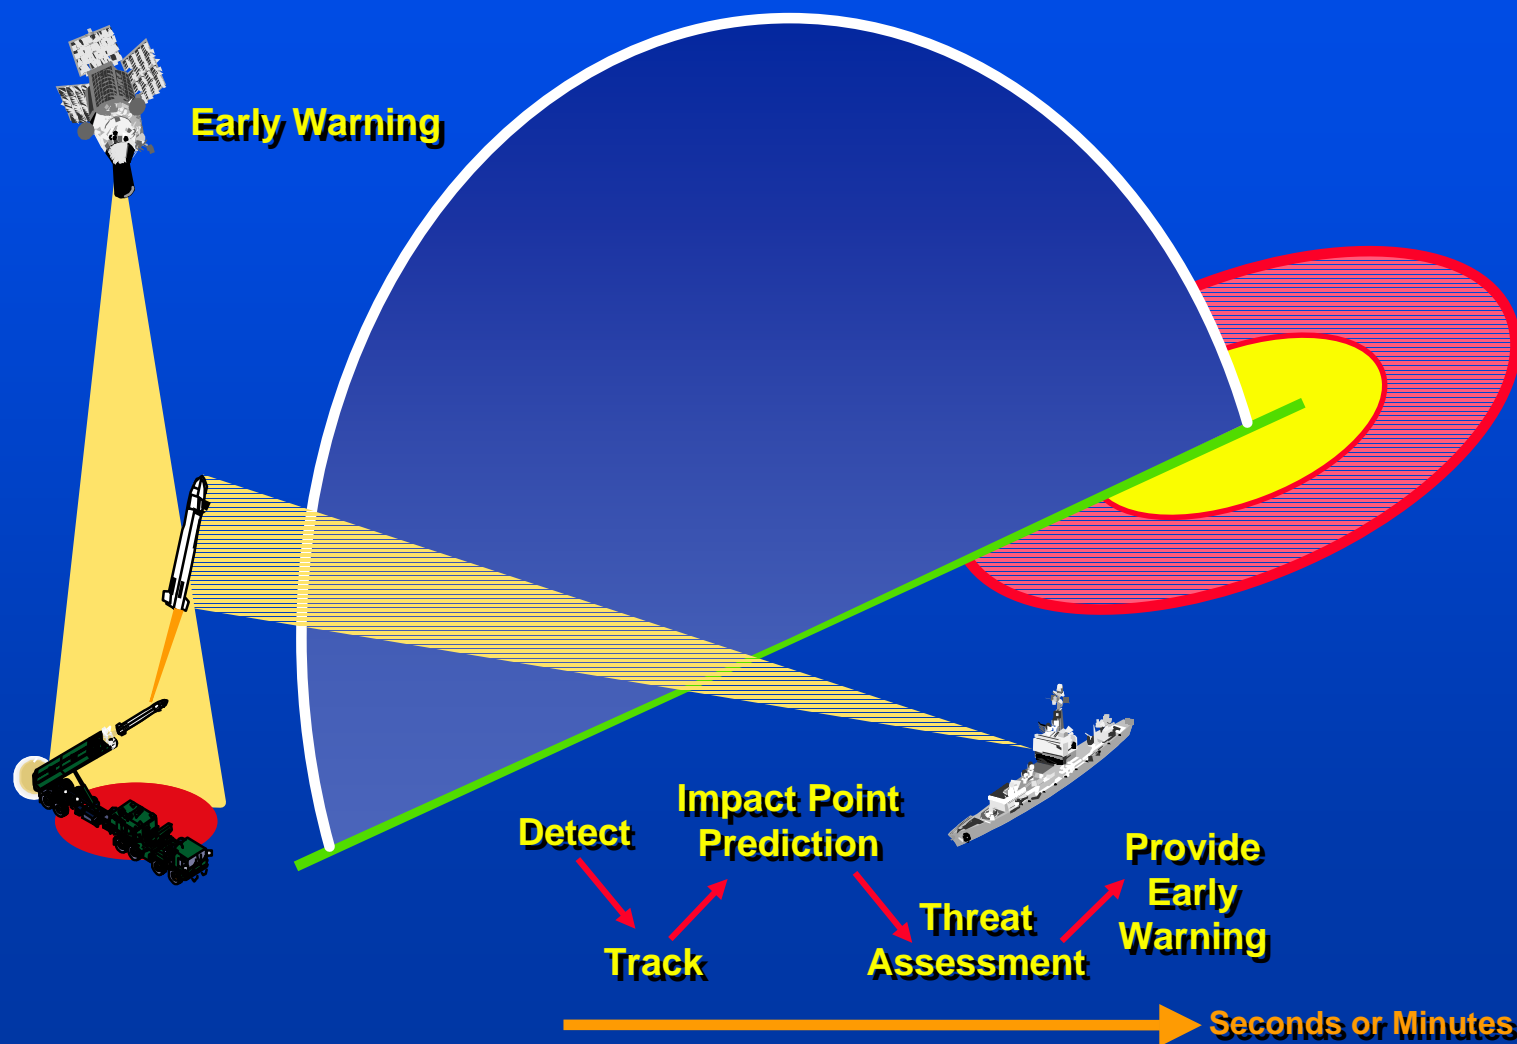 Early Warning
Detect
Impact Point
Prediction
Track
Threat
Assessment
Provide
Early
Warning
Seconds or Minutes